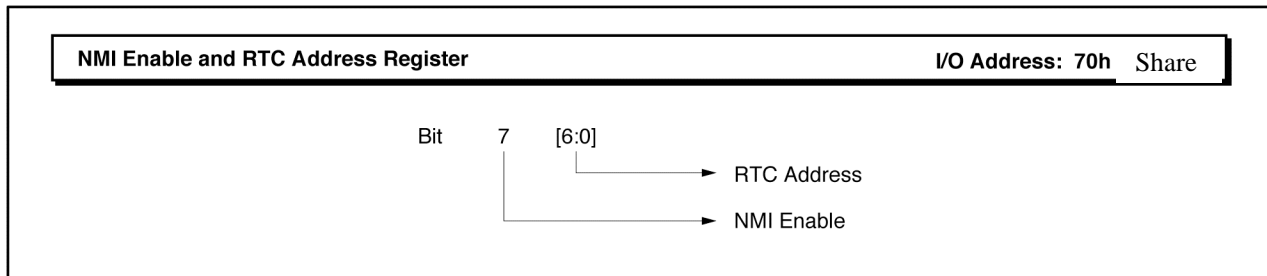 NMI Enable and RTC Address Register I/O Address: 70h Share
Bit 7 [6:0]
RTC Address
NMI Enable